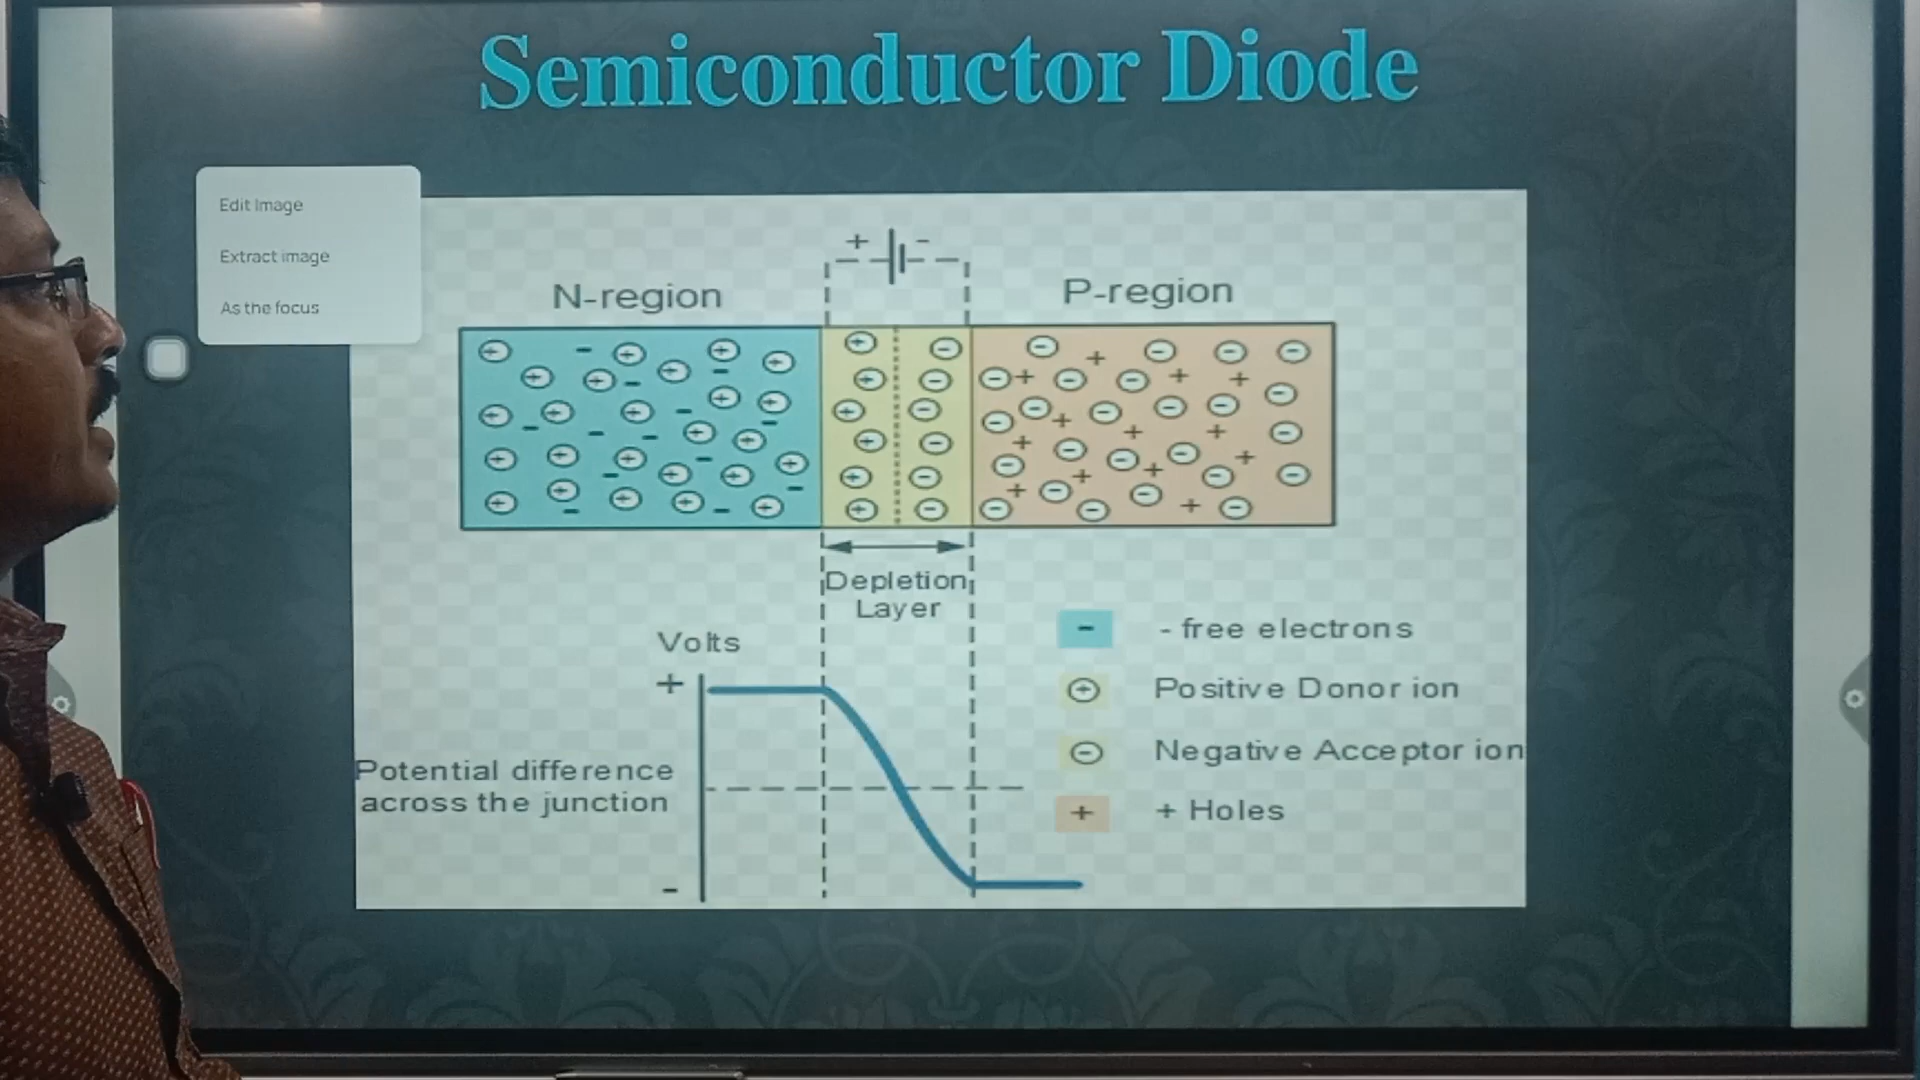 Semiconductor Diode
Edit Image
Extract image
As the focus
+ -
N-region
P-region
Depletion
Layer
Volts
+
Potential difference
across the junction
-
- - free electrons
+ Positive Donor ion
- Negative Acceptor ion
+ + Holes